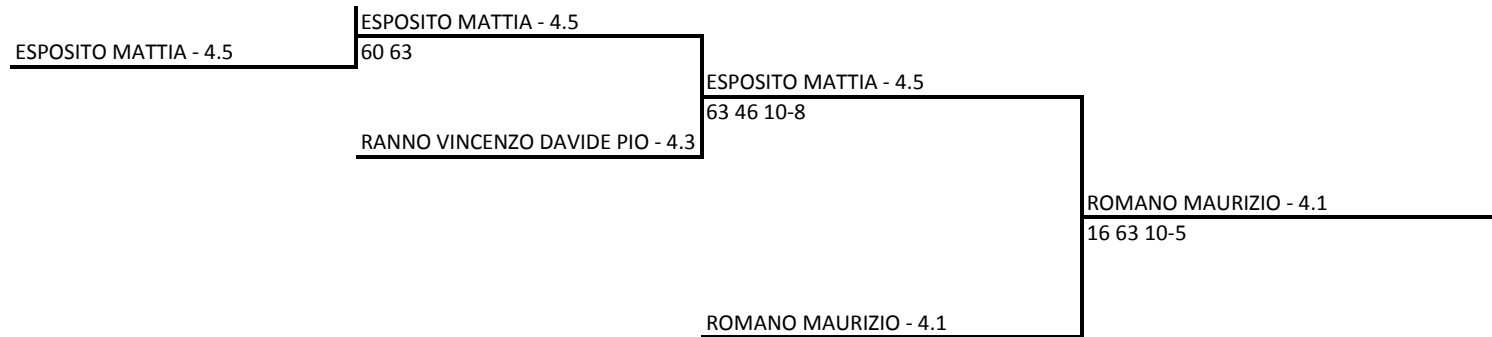 ESPOSITO MATTIA - 4.5
ESPOSITO MATTIA - 4.5
60 63
ESPOSITO MATTIA - 4.5
63 46 10-8
RANNO VINCENZO DAVIDE PIO - 4.3
ROMANO MAURIZIO - 4.1
16 63 10-5
ROMANO MAURIZIO - 4.1